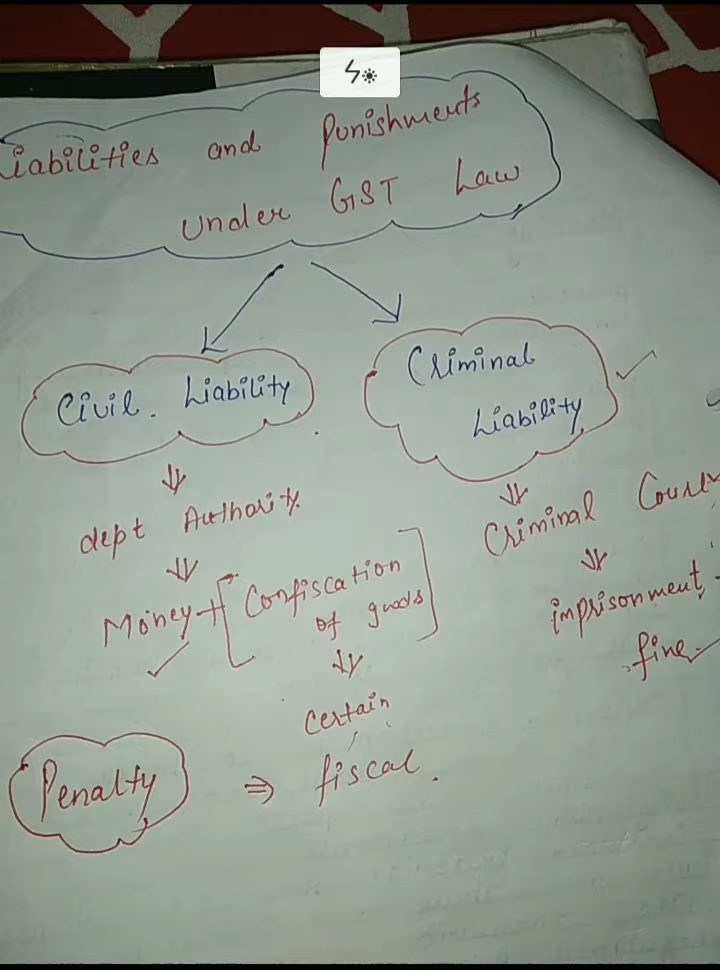 Liabilities and Punishments
under GST Law
Civil. Liability
Criminal
Liability
dept Authority
Criminal Court
Money + [Confiscation
of goods]
imprisonment +
fine
certain
fiscal.
Penalty ⇒